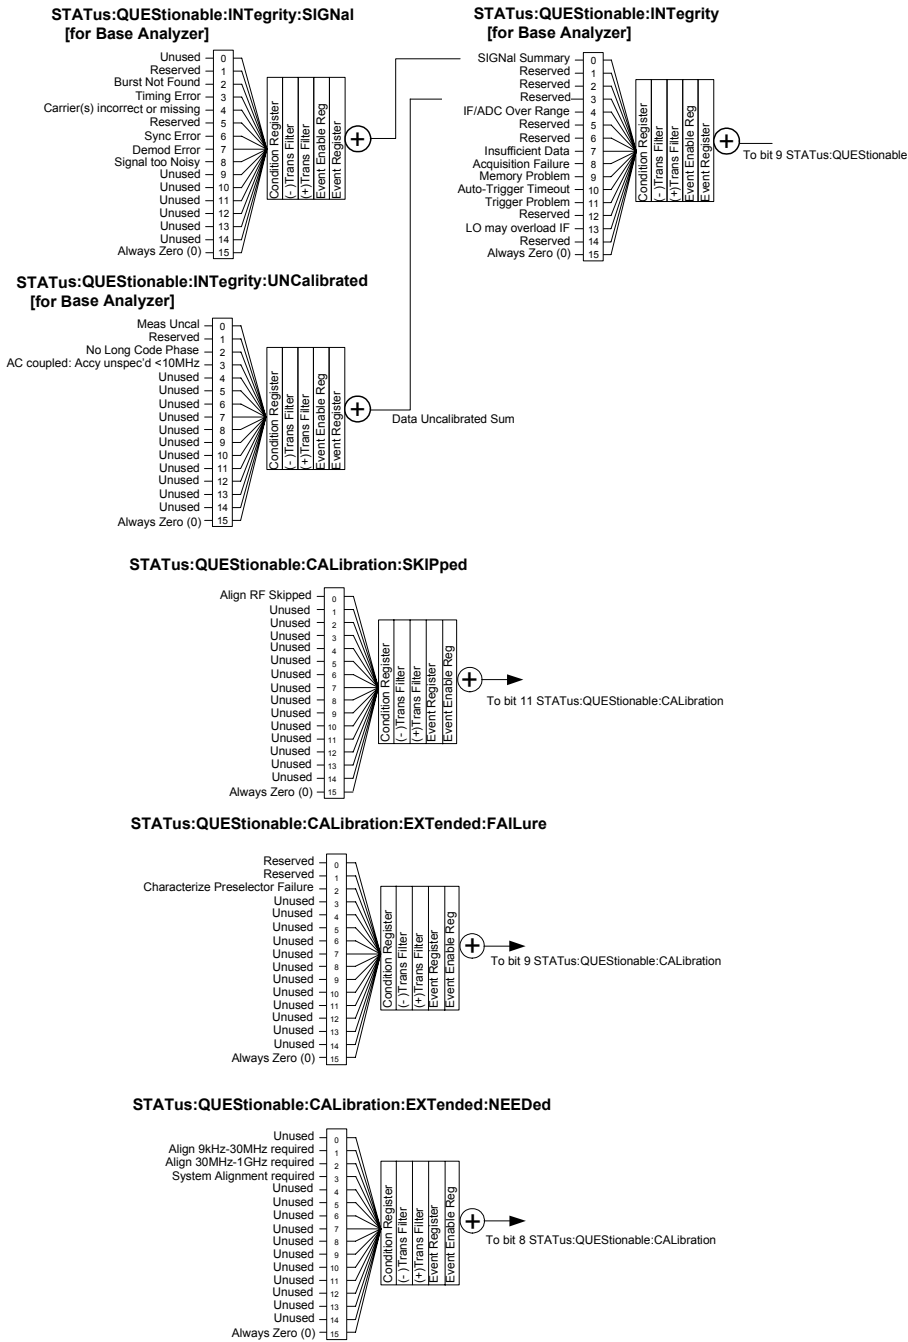 STATus:QUEStionable:INTegrity:SIGNal
[for Base Analyzer]
Unused 0
Reserved 1
Burst Not Found 2
Timing Error 3
Carrier(s) incorrect or missing 4
Reserved 5
Sync Error 6
Demod Error 7
Signal too Noisy 8
Unused 9
Unused 10
Unused 11
Unused 12
Unused 13
Unused 14
Always Zero (0) 15
Condition Register
(-)Trans Filter
(+)Trans Filter
Event Enable Reg
Event Register
+
STATus:QUEStionable:INTegrity
[for Base Analyzer]
SIGNal Summary 0
Reserved 1
Reserved 2
Reserved 3
IF/ADC Over Range 4
Reserved 5
Reserved 6
Insufficient Data 7
Acquisition Failure 8
Memory Problem 9
Auto-Trigger Timeout 10
Trigger Problem 11
Reserved 12
LO may overload IF 13
Reserved 14
Always Zero (0) 15
Condition Register
(-)Trans Filter
(+)Trans Filter
Event Enable Reg
Event Register
+
To bit 9 STATus:QUEStionable
STATus:QUEStionable:INTegrity:UNCalibrated
[for Base Analyzer]
Meas Uncal 0
Reserved 1
No Long Code Phase 2
AC coupled: Accy unspec'd <10MHz 3
Unused 4
Unused 5
Unused 6
Unused 7
Unused 8
Unused 9
Unused 10
Unused 11
Unused 12
Unused 13
Unused 14
Always Zero (0) 15
Condition Register
(-)Trans Filter
(+)Trans Filter
Event Enable Reg
Event Register
+
Data Uncalibrated Sum
STATus:QUEStionable:CALibration:SKIPped
Align RF Skipped 0
Unused 1
Unused 2
Unused 3
Unused 4
Unused 5
Unused 6
Unused 7
Unused 8
Unused 9
Unused 10
Unused 11
Unused 12
Unused 13
Unused 14
Always Zero (0) 15
Condition Register
(-)Trans Filter
(+)Trans Filter
Event Register
Event Enable Reg
+
To bit 11 STATus:QUEStionable:CALibration
STATus:QUEStionable:CALibration:EXTended:FAILure
Reserved 0
Reserved 1
Characterize Preselector Failure 2
Unused 3
Unused 4
Unused 5
Unused 6
Unused 7
Unused 8
Unused 9
Unused 10
Unused 11
Unused 12
Unused 13
Unused 14
Always Zero (0) 15
Condition Register
(-)Trans Filter
(+)Trans Filter
Event Register
Event Enable Reg
+
To bit 9 STATus:QUEStionable:CALibration
STATus:QUEStionable:CALibration:EXTended:NEEDed
Unused 0
Align 9kHz-30MHz required 1
Align 30MHz-1GHz required 2
System Alignment required 3
Unused 4
Unused 5
Unused 6
Unused 7
Unused 8
Unused 9
Unused 10
Unused 11
Unused 12
Unused 13
Unused 14
Always Zero (0) 15
Condition Register
(-)Trans Filter
(+)Trans Filter
Event Register
Event Enable Reg
+
To bit 8 STATus:QUEStionable:CALibration